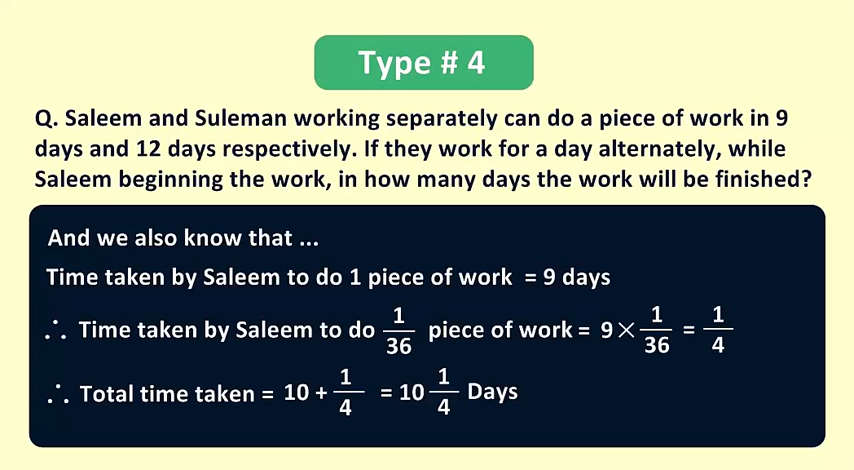 Type # 4
Q. Saleem and Suleman working separately can do a piece of work in 9
days and 12 days respectively. If they work for a day alternately, while
Saleem beginning the work, in how many days the work will be finished?
And we also know that ...
Time taken by Saleem to do 1 piece of work = 9 days
∴ Time taken by Saleem to do 1/36 piece of work = 9 × 1/36 = 1/4
∴ Total time taken = 10 + 1/4 = 10 1/4 Days